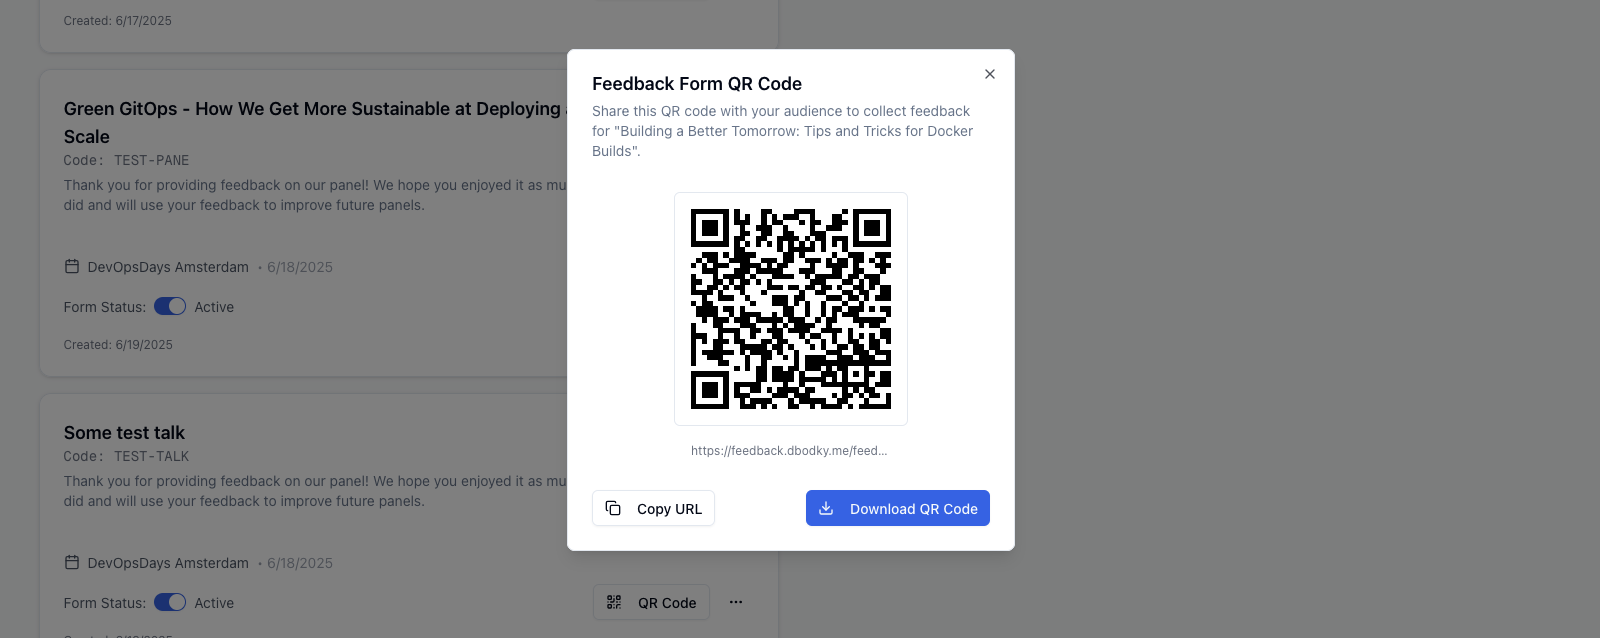 Created: 6/17/2025
Green GitOps - How We Get More Sustainable at Deploying
Scale
Code: TEST-PANE
Thank you for providing feedback on our panel! We hope you enjoyed it as
did and will use your feedback to improve future panels.
DevOpsDays Amsterdam • 6/18/2025
Form Status: Active
Created: 6/19/2025
Some test talk
Code: TEST-TALK
Thank you for providing feedback on our panel! We hope you enjoyed it as
did and will use your feedback to improve future panels.
DevOpsDays Amsterdam • 6/18/2025
Form Status: Active
QR Code
Feedback Form QR Code
Share this QR code with your audience to collect feedback
for "Building a Better Tomorrow: Tips and Tricks for Docker
Builds".
https://feedback.dbodky.me/feed...
Copy URL
Download QR Code